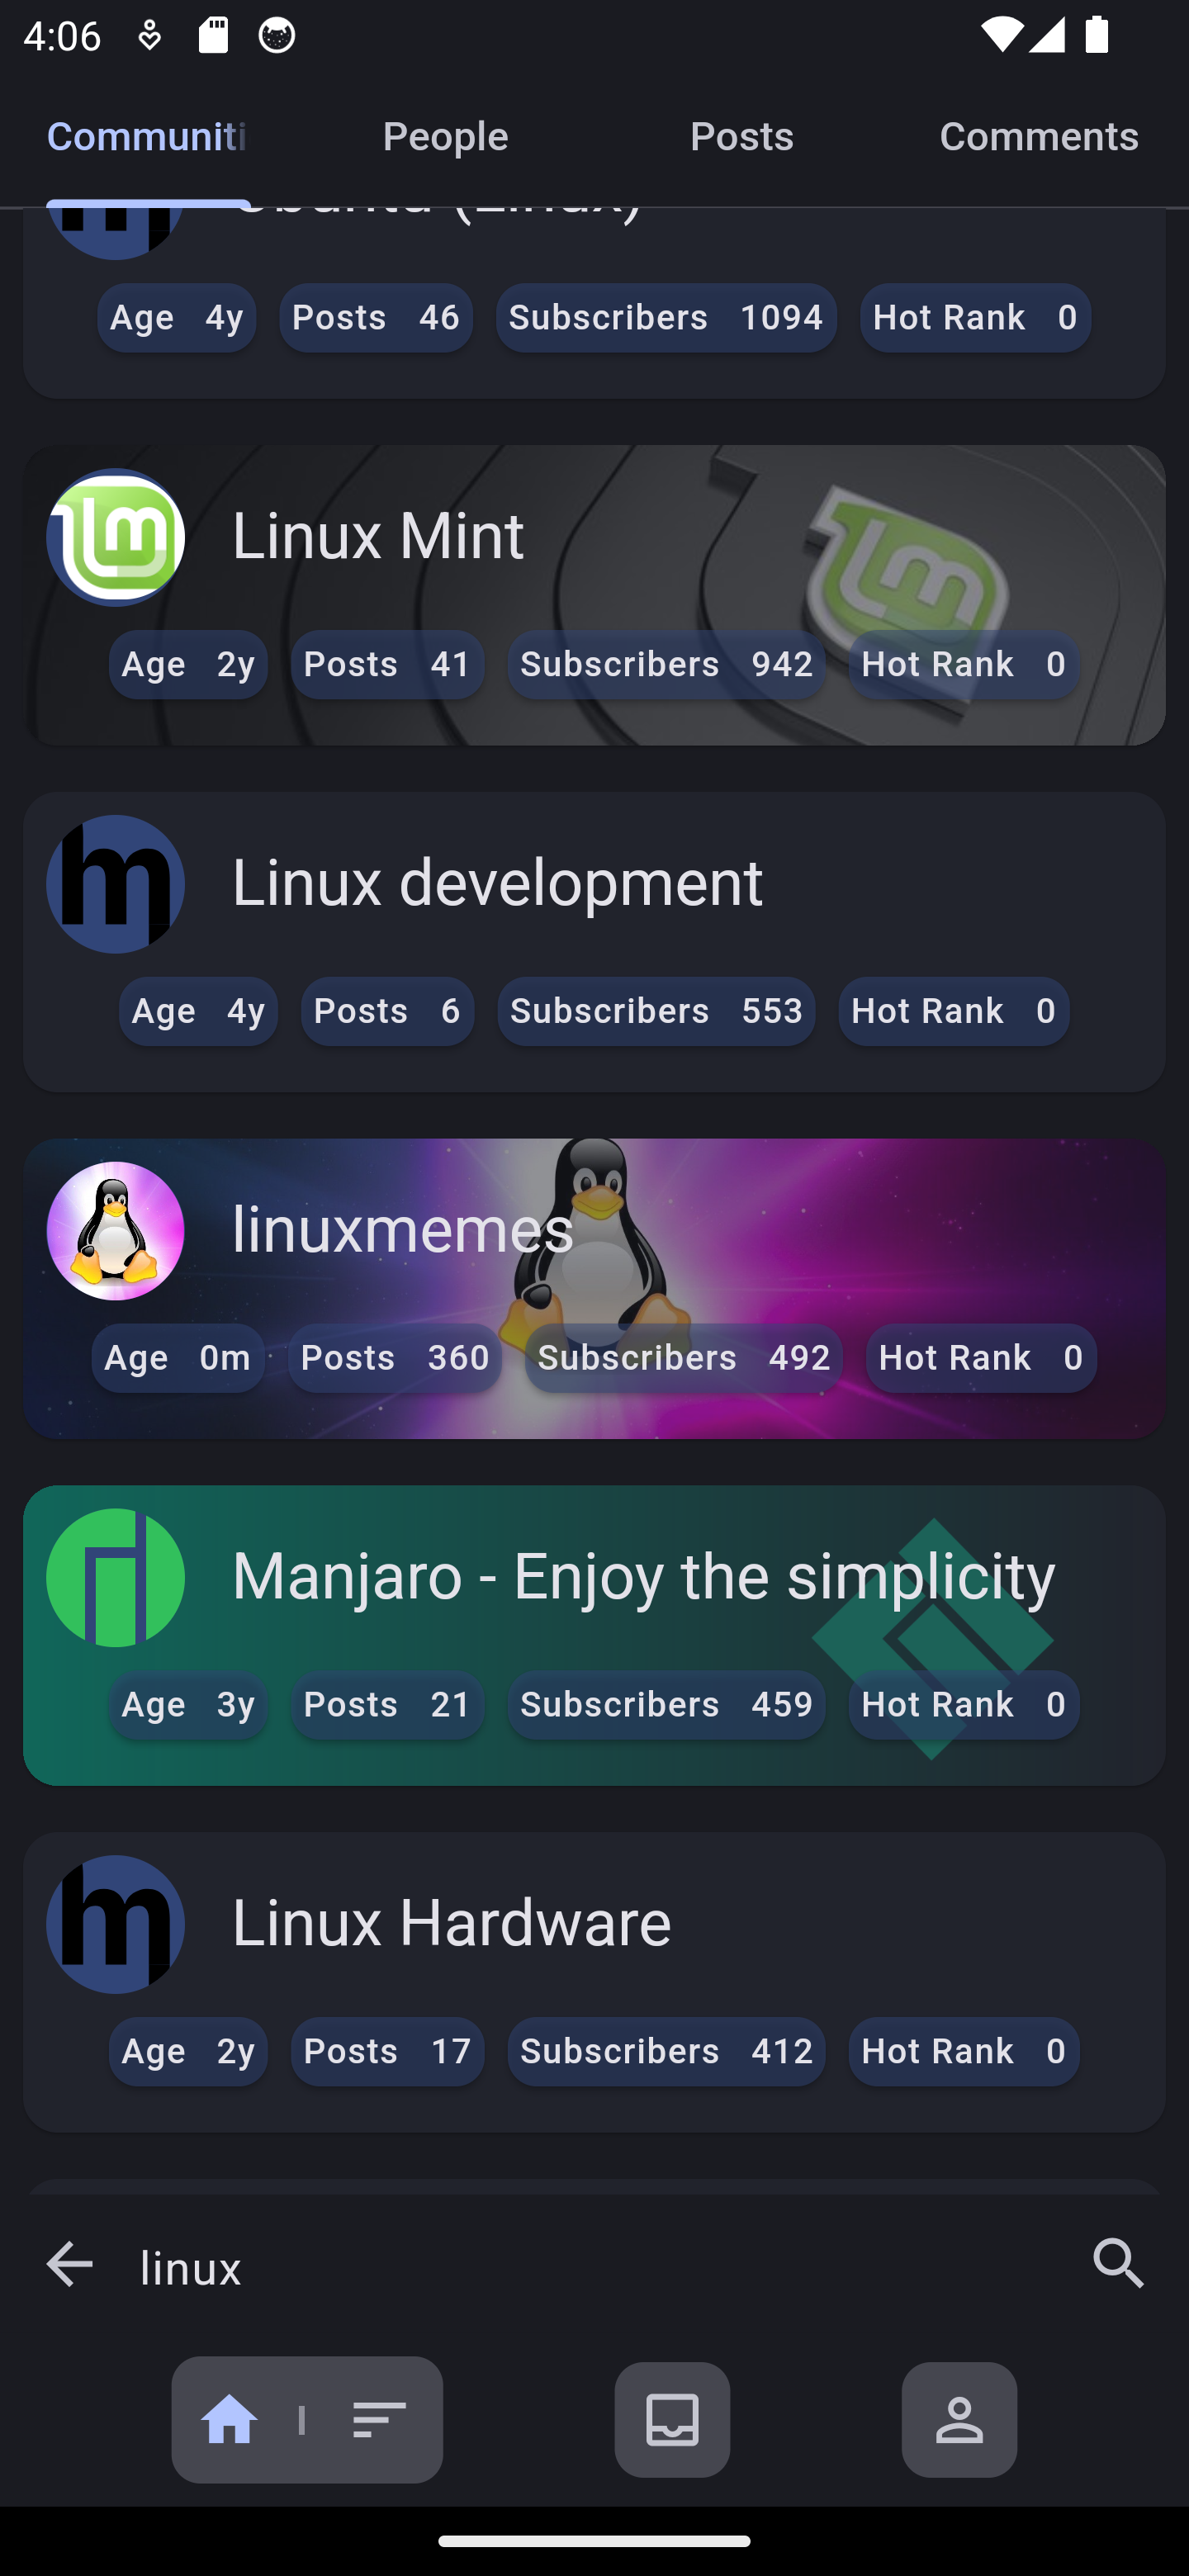 4:06
Communiti People Posts Comments
Ubuntu (Linux)
Age 4y Posts 46 Subscribers 1094 Hot Rank 0
Linux Mint
Age 2y Posts 41 Subscribers 942 Hot Rank 0
Linux development
Age 4y Posts 6 Subscribers 553 Hot Rank 0
linuxmemes
Age 0m Posts 360 Subscribers 492 Hot Rank 0
Manjaro - Enjoy the simplicity
Age 3y Posts 21 Subscribers 459 Hot Rank 0
Linux Hardware
Age 2y Posts 17 Subscribers 412 Hot Rank 0
linux